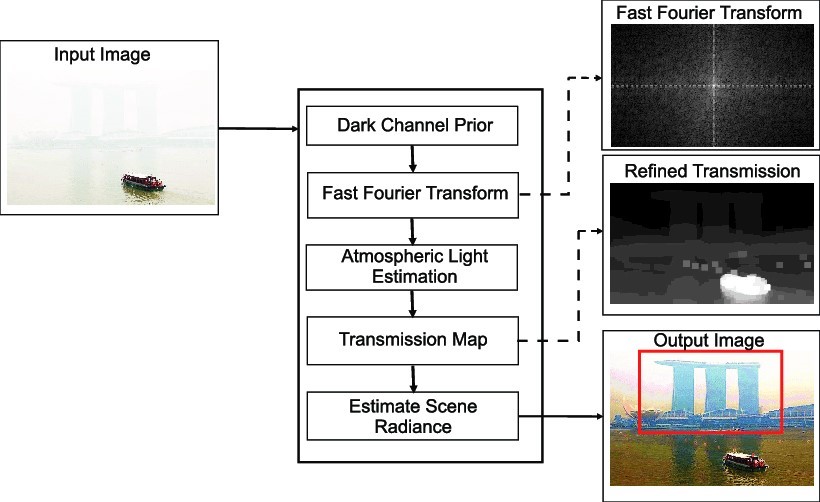 Input Image
Dark Channel Prior
Fast Fourier Transform
Atmospheric Light
Estimation
Transmission Map
Estimate Scene
Radiance
Fast Fourier Transform
Refined Transmission
Output Image